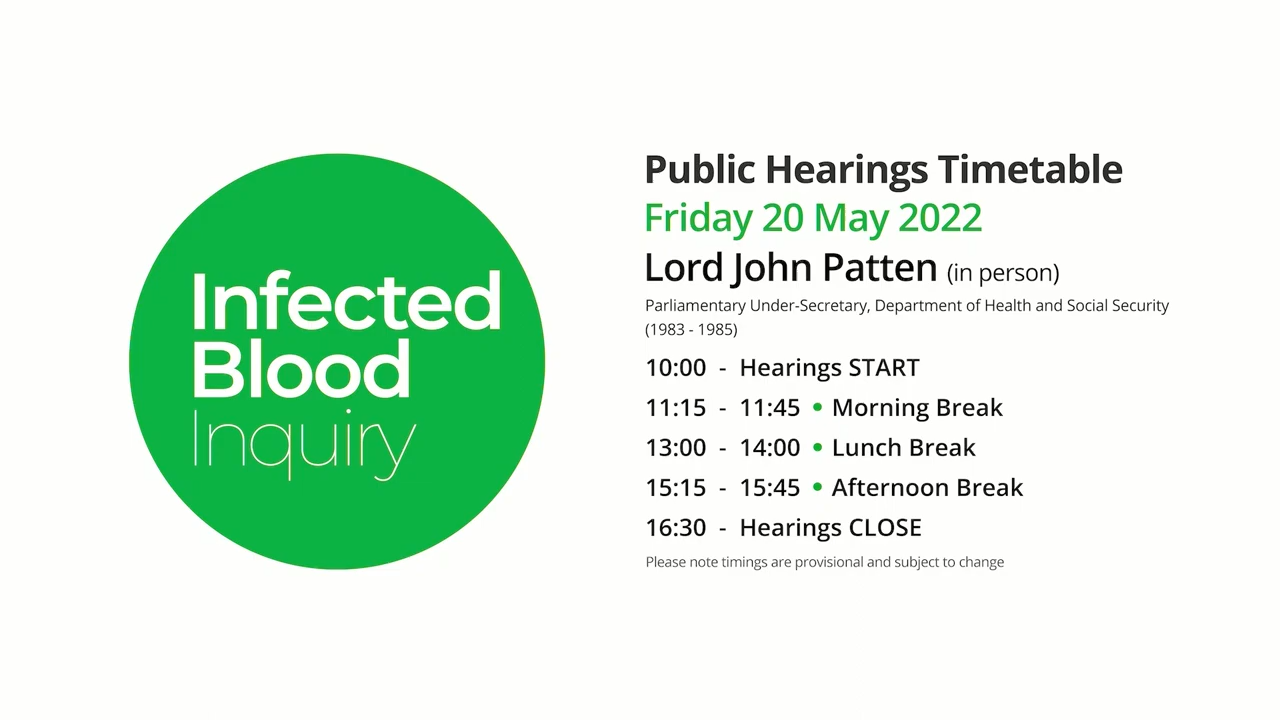 Infected
Blood
Inquiry
Public Hearings Timetable
Friday 20 May 2022
Lord John Patten (in person)
Parliamentary Under-Secretary, Department of Health and Social Security
(1983 - 1985)
10:00 - Hearings START
11:15 - 11:45 • Morning Break
13:00 - 14:00 • Lunch Break
15:15 - 15:45 • Afternoon Break
16:30 - Hearings CLOSE
Please note timings are provisional and subject to change